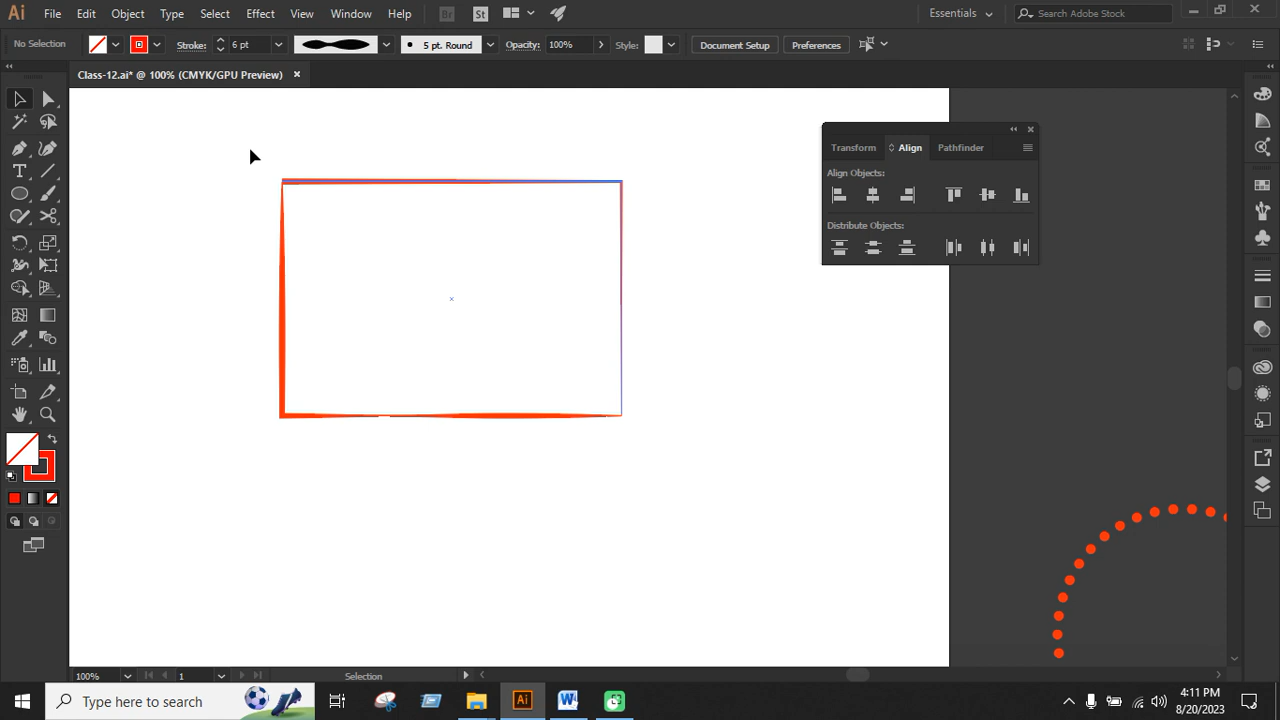 Ai File Edit Object Type Select Effect View Window Help Br St Essentials Search Adobe Stock
No Selection Stroke: 6 pt 5 pt. Round Opacity: 100% Style: Document Setup Preferences
Class-12.ai* @ 100% (CMYK/GPU Preview)
Transform Align Pathfinder
Align Objects:
Distribute Objects:
100% 1 Selection
Type here to search
Ai
W
4:11 PM
8/20/2023